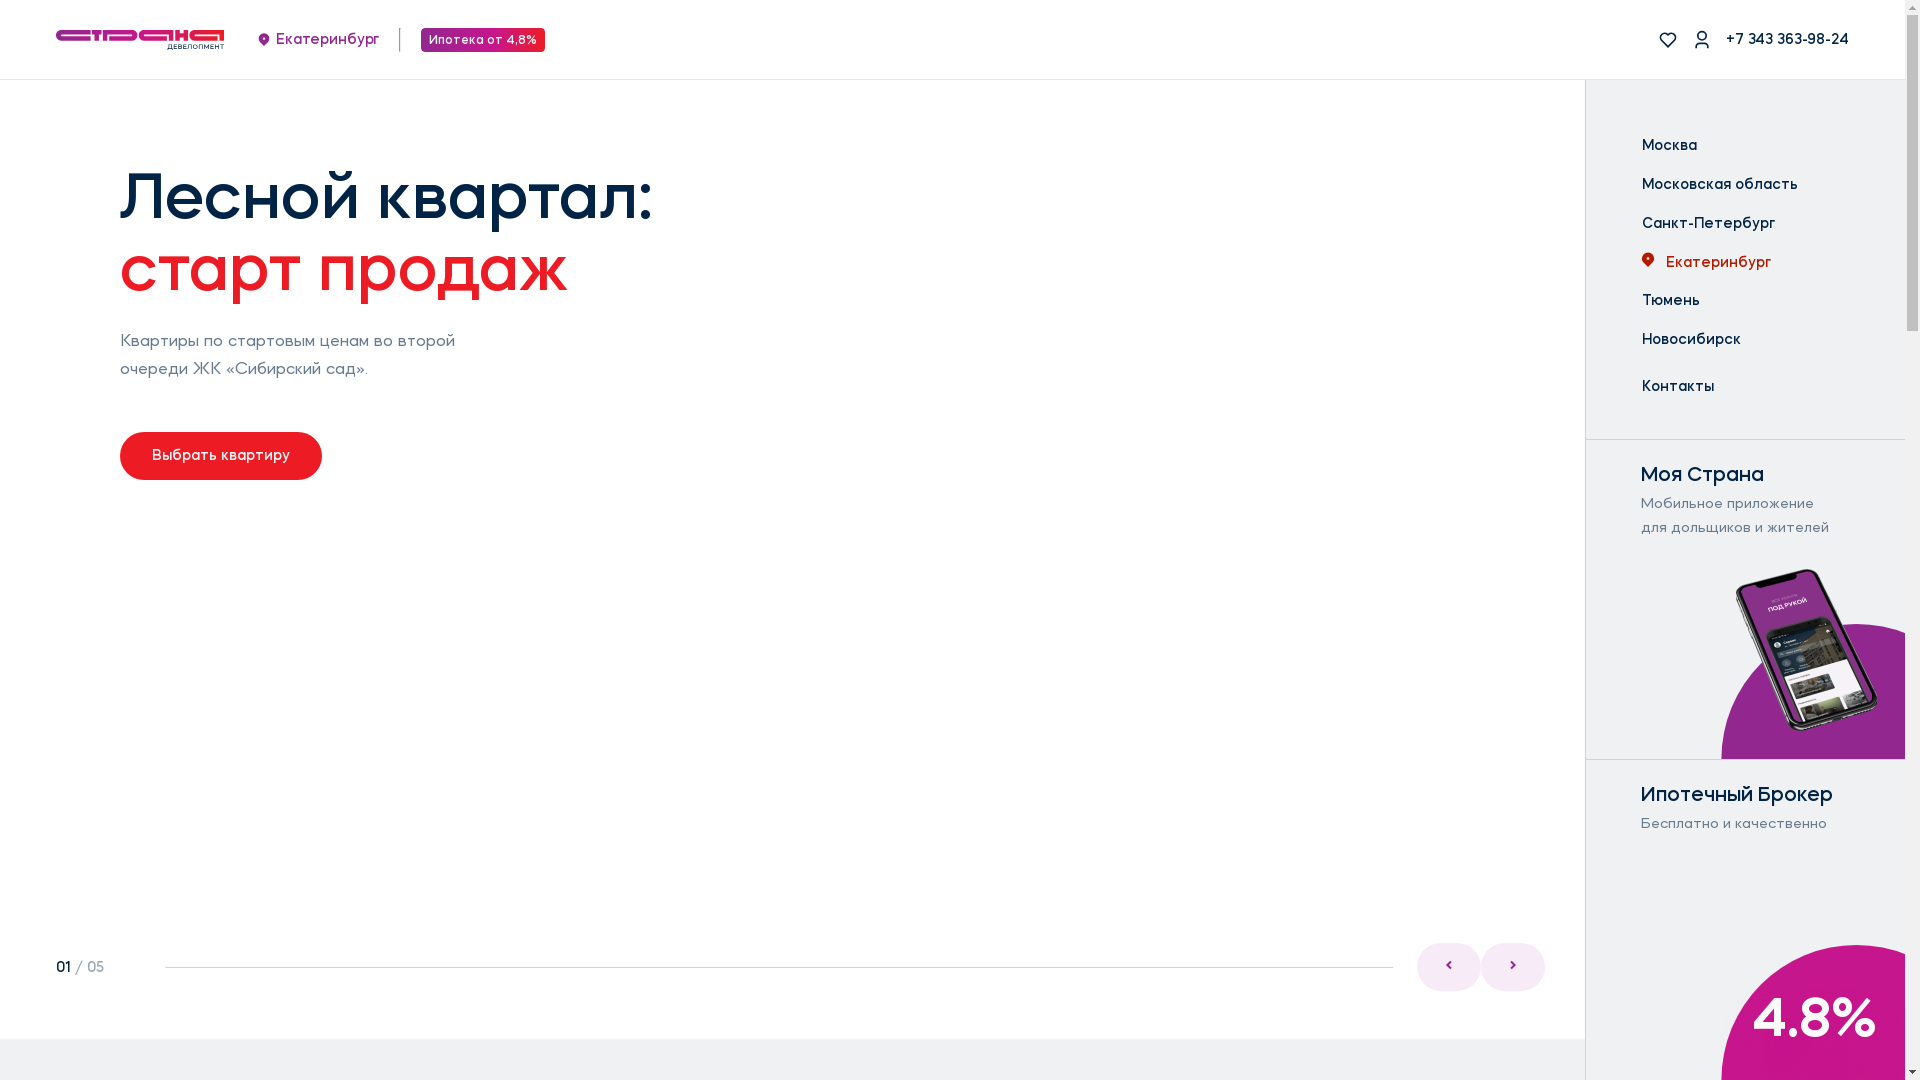 страна
ДЕВЕЛОПМЕНТ
Екатеринбург
Ипотека от 4,8%
+7 343 363-98-24
Лесной квартал:
старт продаж
Квартиры по стартовым ценам во второй
очереди ЖК «Сибирский сад».
Выбрать квартиру
01 / 05
Москва
Московская область
Санкт-Петербург
Екатеринбург
Тюмень
Новосибирск
Контакты
Моя Страна
Мобильное приложение
для дольщиков и жителей
ПОД РУКОЙ
Ипотечный Брокер
Бесплатно и качественно
4.8%